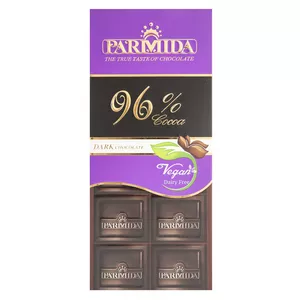 PARMIDA
THE TRUE TASTE OF CHOCOLATE
96%
Cocoa
DARK CHOCOLATE
Vegan
Dairy Free
PARMIDA PARMIDA
PARMIDA PARMIDA